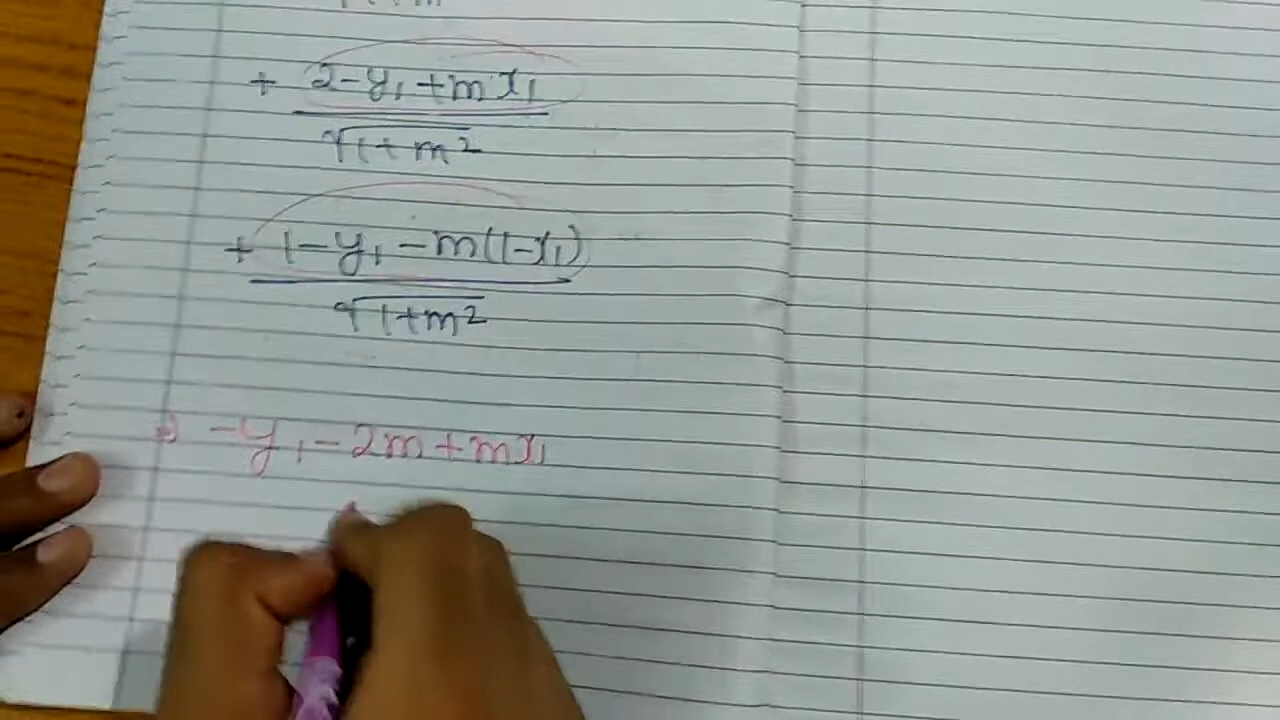 + 2-y₁+mx₁
√1+m²
+ 1-y₁-m(1-x₁)
√1+m²
⇒ -y₁-2m+mx₁